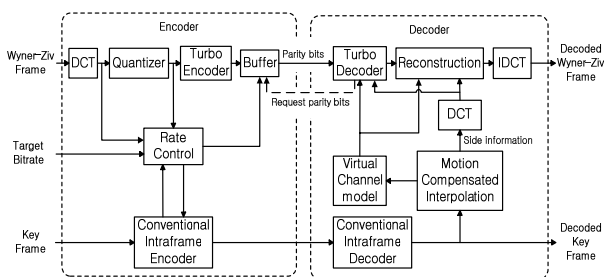 Encoder
Decoder
Wyner-Ziv
Frame
DCT
Quantizer
Turbo
Encoder
Buffer
Parity bits
Turbo
Decoder
Reconstruction
IDCT
Decoded
Wyner-Ziv
Frame
Request parity bits
DCT
Side information
Target
Bitrate
Rate
Control
Virtual
Channel
model
Motion
Compensated
Interpolation
Key
Frame
Conventional
Intraframe
Encoder
Conventional
Intraframe
Decoder
Decoded
Key
Frame